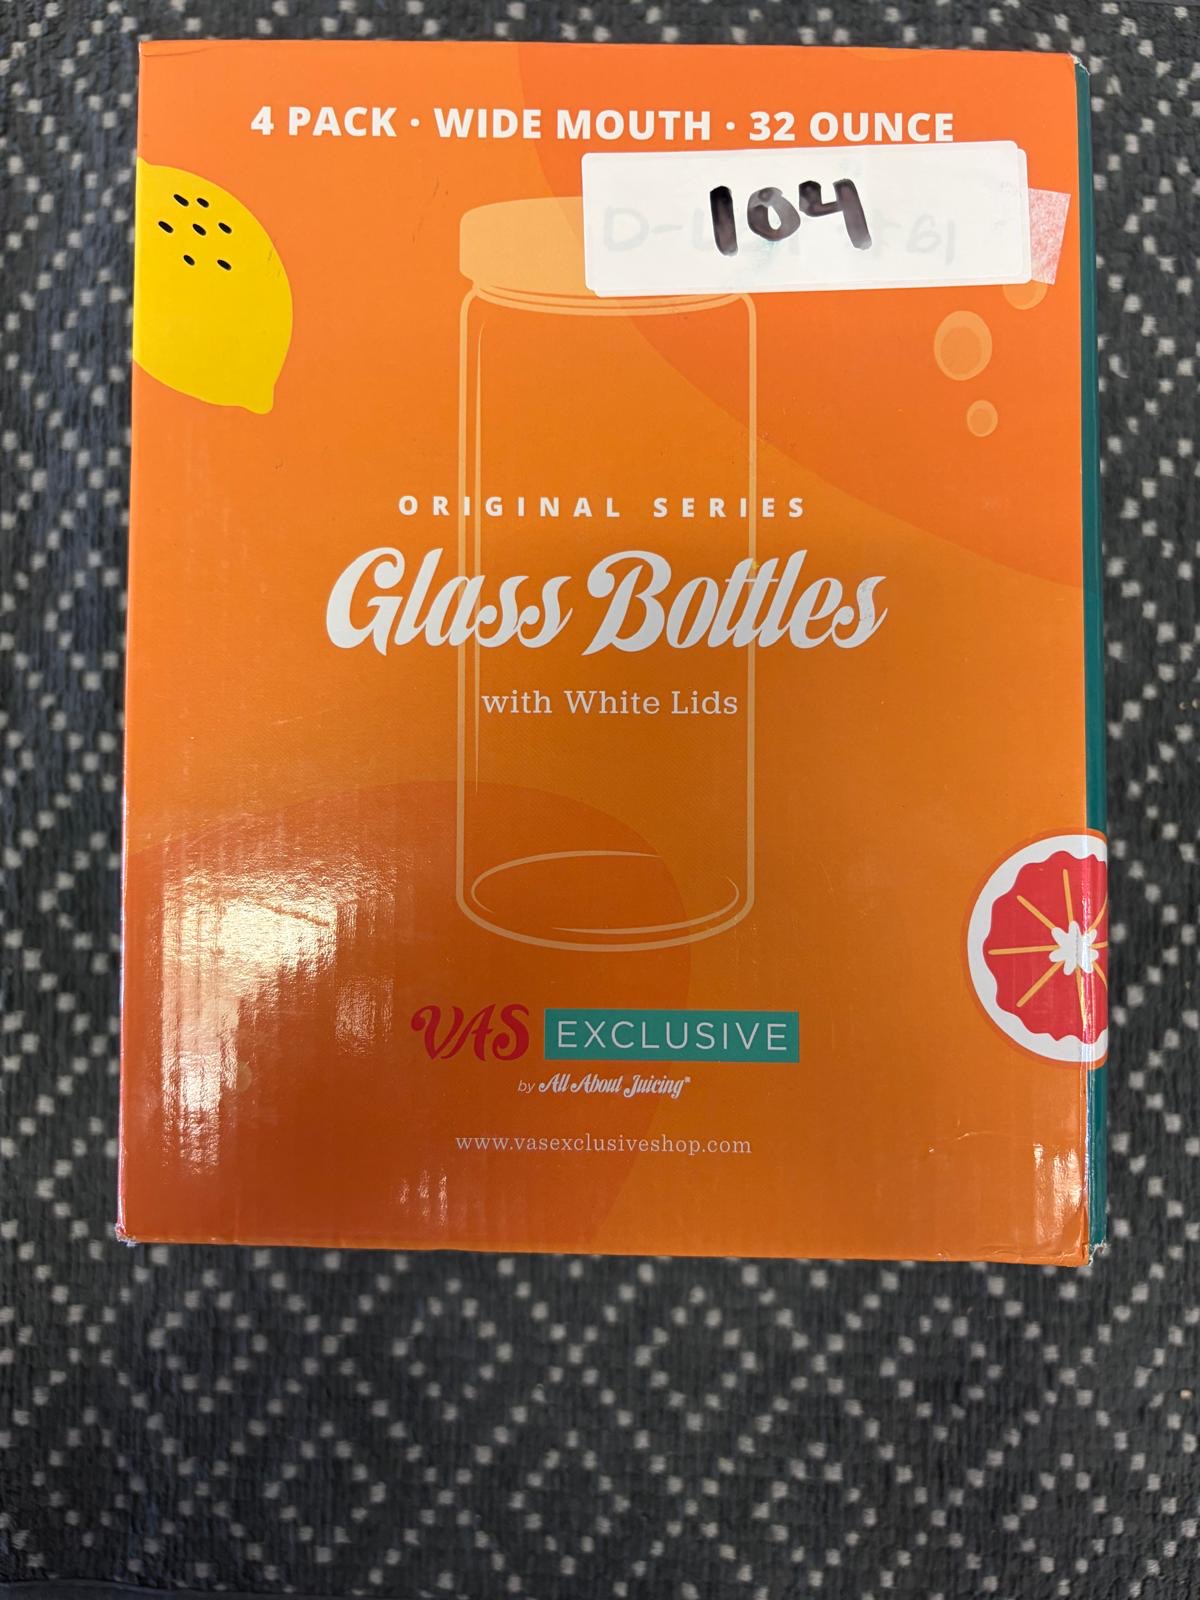 4 PACK · WIDE MOUTH · 32 OUNCE
104
ORIGINAL SERIES
Glass Bottles
with White Lids
VAS EXCLUSIVE
by All About Juicing®
www.vasexclusiveshop.com